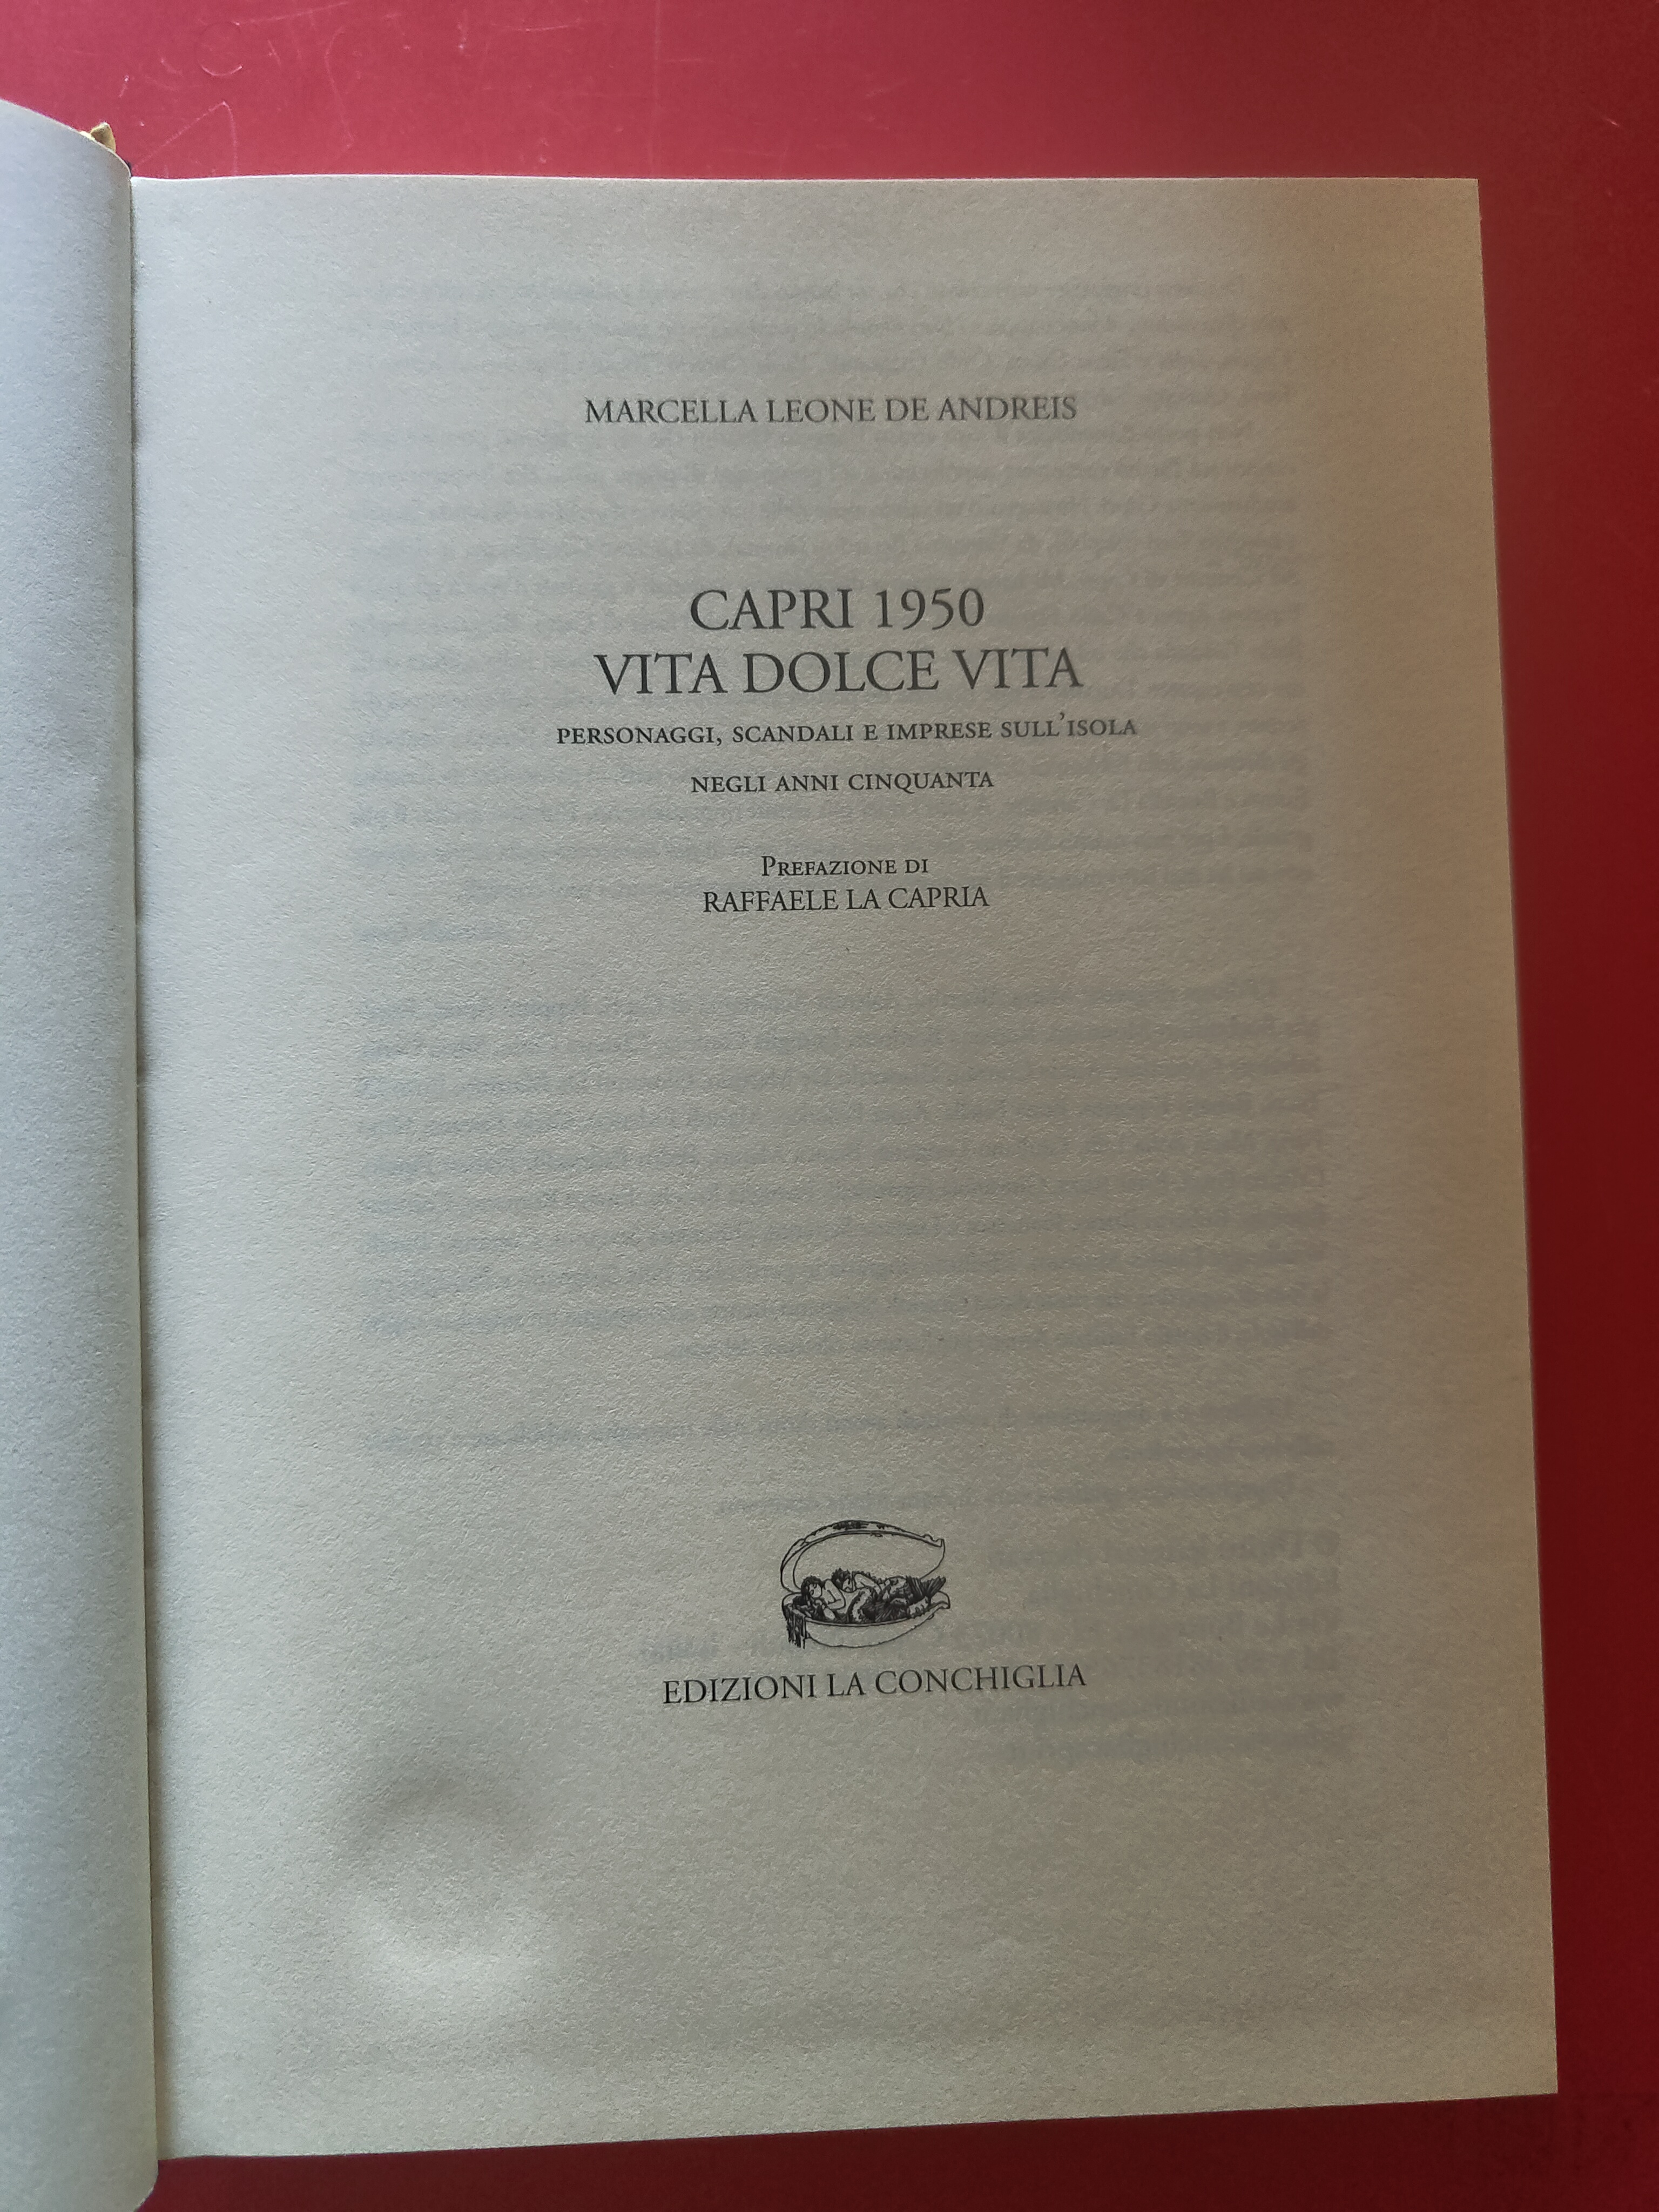 MARCELLA LEONE DE ANDREIS
CAPRI 1950
VITA DOLCE VITA
PERSONAGGI, SCANDALI E IMPRESE SULL'ISOLA
NEGLI ANNI CINQUANTA
PREFAZIONE DI
RAFFAELE LA CAPRIA
EDIZIONI LA CONCHIGLIA